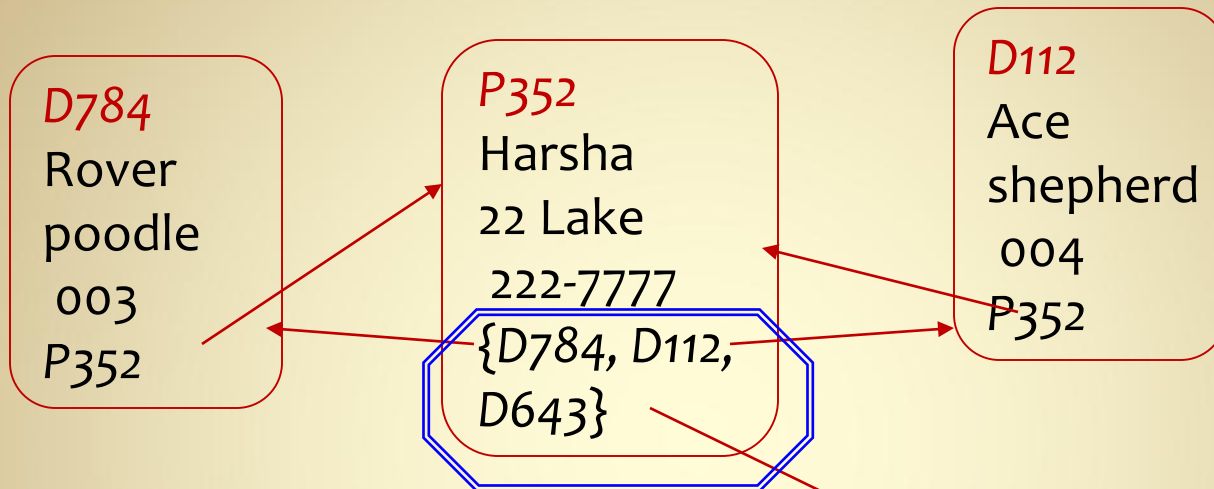 D784
Rover
poodle
003
P352
P352
Harsha
22 Lake
222-7777
{D784, D112,
D643}
D112
Ace
shepherd
004
P352